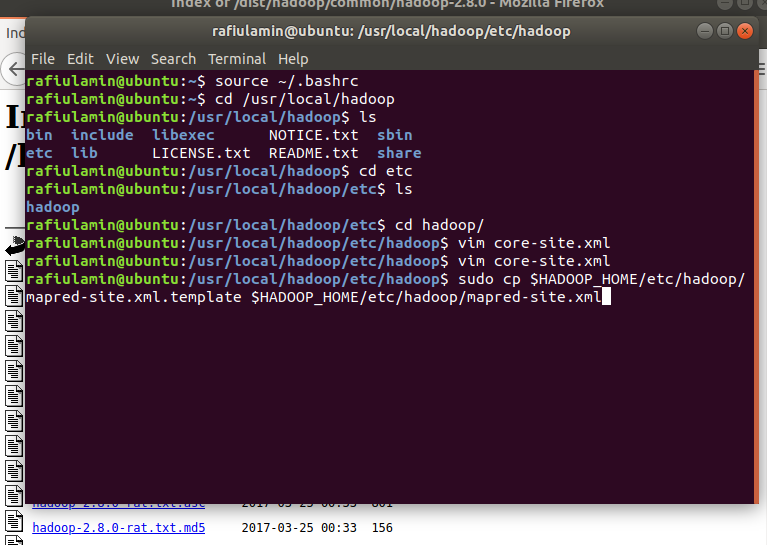 Index of /dist/hadoop/common/hadoop-2.8.0 - Mozilla Firefox
rafiulamin@ubuntu: /usr/local/hadoop/etc/hadoop
File Edit View Search Terminal Help
rafiulamin@ubuntu:~$ source ~/.bashrc
rafiulamin@ubuntu:~$ cd /usr/local/hadoop
rafiulamin@ubuntu:/usr/local/hadoop$ ls
bin include libexec NOTICE.txt sbin
etc lib LICENSE.txt README.txt share
rafiulamin@ubuntu:/usr/local/hadoop$ cd etc
rafiulamin@ubuntu:/usr/local/hadoop/etc$ ls
hadoop
rafiulamin@ubuntu:/usr/local/hadoop/etc$ cd hadoop/
rafiulamin@ubuntu:/usr/local/hadoop/etc/hadoop$ vim core-site.xml
rafiulamin@ubuntu:/usr/local/hadoop/etc/hadoop$ vim core-site.xml
rafiulamin@ubuntu:/usr/local/hadoop/etc/hadoop$ sudo cp $HADOOP_HOME/etc/hadoop/
mapred-site.xml.template $HADOOP_HOME/etc/hadoop/mapred-site.xml
hadoop-2.8.0-rat.txt.asc 2017-03-25 00:33 801
hadoop-2.8.0-rat.txt.md5 2017-03-25 00:33 156